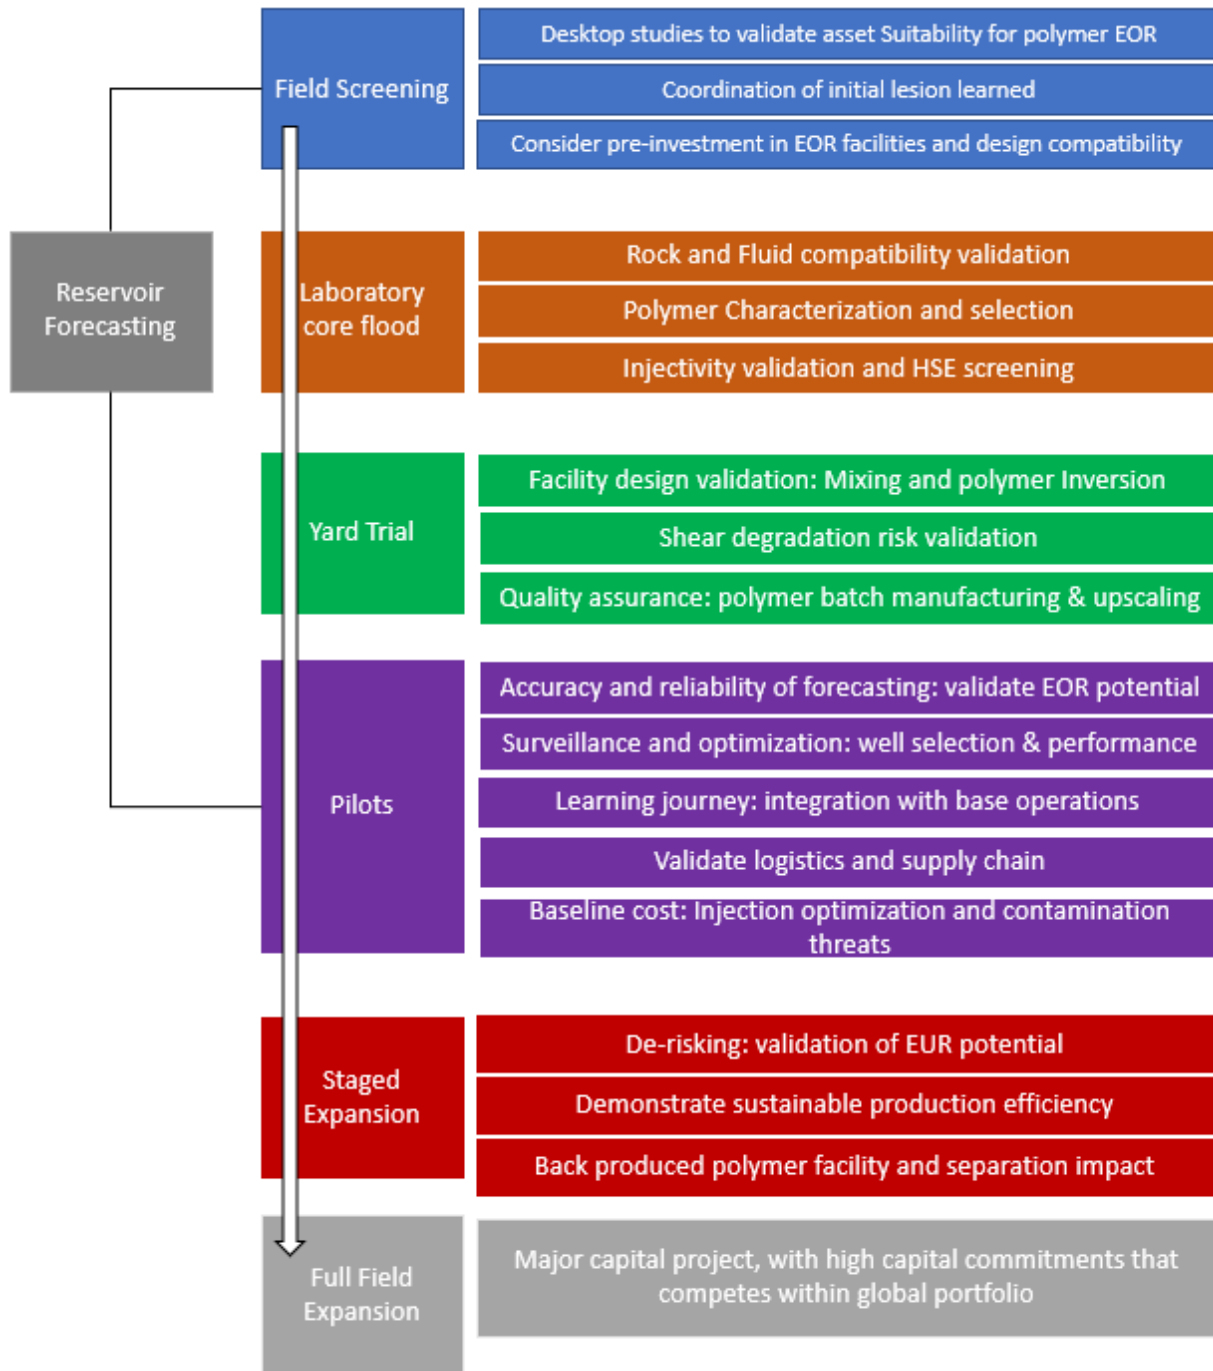 Field Screening
Desktop studies to validate asset Suitability for polymer EOR
Coordination of initial lesion learned
Consider pre-investment in EOR facilities and design compatibility
Reservoir
Forecasting
Laboratory
core flood
Rock and Fluid compatibility validation
Polymer Characterization and selection
Injectivity validation and HSE screening
Yard Trial
Facility design validation: Mixing and polymer Inversion
Shear degradation risk validation
Quality assurance: polymer batch manufacturing & upscaling
Pilots
Accuracy and reliability of forecasting: validate EOR potential
Surveillance and optimization: well selection & performance
Learning journey: integration with base operations
Validate logistics and supply chain
Baseline cost: Injection optimization and contamination
threats
Staged
Expansion
De-risking: validation of EUR potential
Demonstrate sustainable production efficiency
Back produced polymer facility and separation impact
Full Field
Expansion
Major capital project, with high capital commitments that
competes within global portfolio